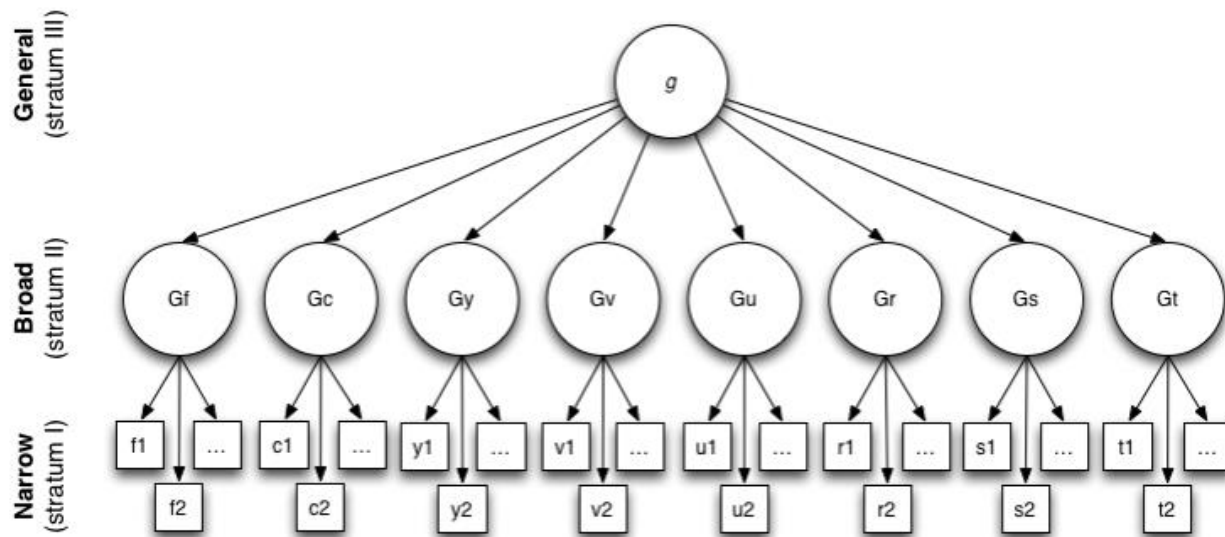 General
(stratum III)
g
Broad
(stratum II)
Gf Gc Gy Gv Gu Gr Gs Gt
Narrow
(stratum I)
f1 ... c1 ... y1 ... v1 ... u1 ... r1 ... s1 ... t1 ...
f2 c2 y2 v2 u2 r2 s2 t2